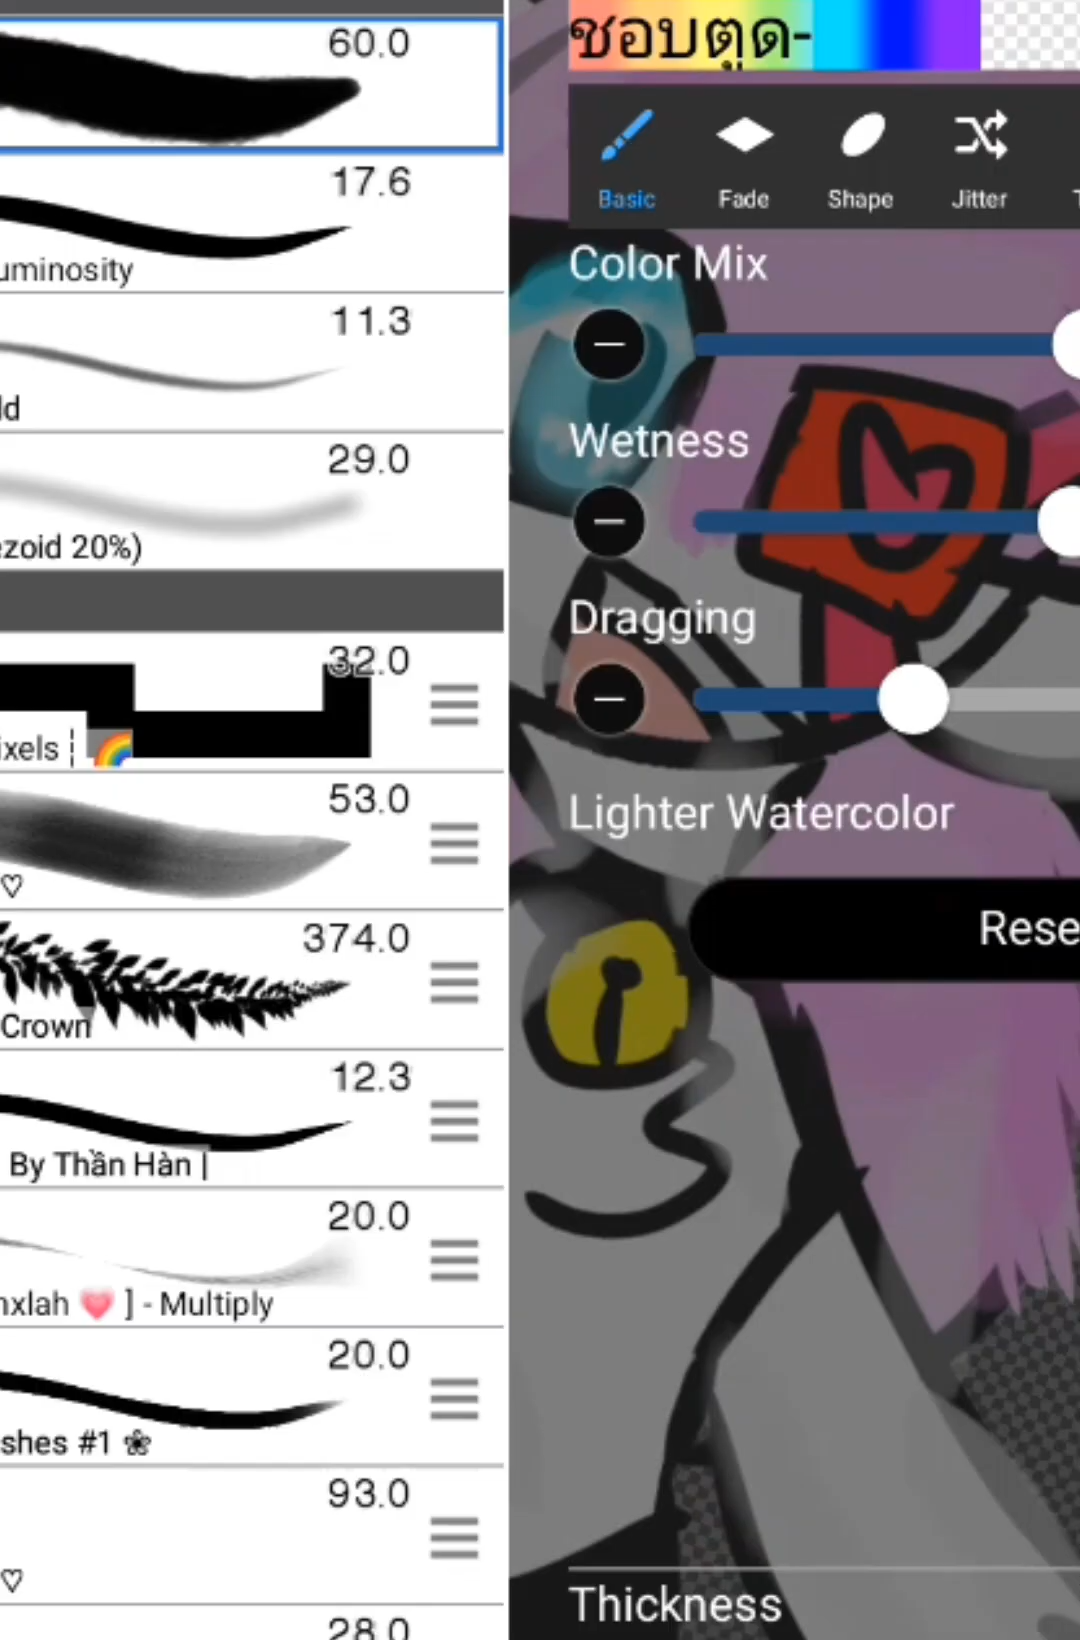 60.0
17.6
uminosity
11.3
ld
29.0
ezoid 20%)
32.0
ixels ┆ 🌈
53.0
♡
374.0
Crown
12.3
By Thần Hàn |
20.0
nxlah 💗 ] - Multiply
20.0
shes #1 ❀
93.0
♡
28.0
ชอบตูด-
Basic
Fade
Shape
Jitter
T
Color Mix
Wetness
Dragging
Lighter Watercolor
Rese
Thickness